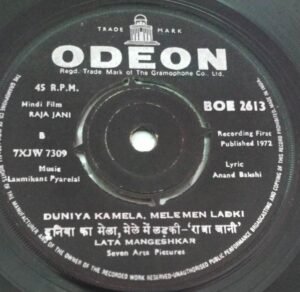 TRADE MARK
ODEON
Regd. Trade Mark of The Gramophone Co., Ltd.
45 R.P.M.
BOE 2613
Hindi Film
RAJA JANI
B
Recording First
Published 1972
7XJW 7309
Music
Laxmikant Pyarelal
Lyric
Anand Bakshi
DUNIYA KAMELA, MELE MEN LADKI
दुनिया का मेला, मेले में लड़की-'राजा जानी'
LATA MANGESHKAR
Seven Arts Pictures